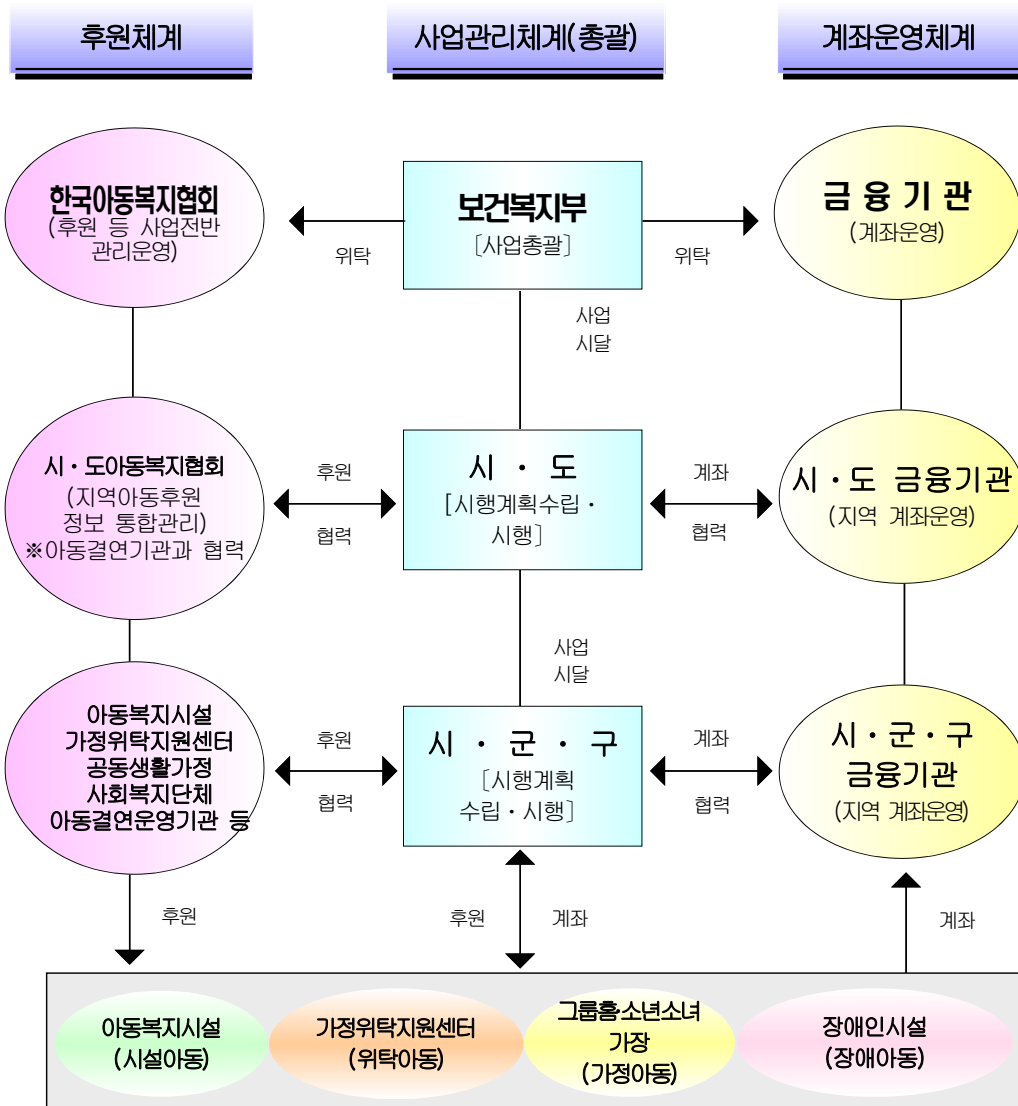 후원체계
사업관리체계(총괄)
계좌운영체계
한국아동복지협회
(후원 등 사업전반
관리운영)
위탁
보건복지부
[사업총괄]
위탁
금융기관
(계좌운영)
사업
시달
시·도아동복지협회
(지역아동후원
정보 통합관리)
※아동결연기관과 협력
후원
협력
시 · 도
[시행계획수립·
시행]
계좌
협력
시·도 금융기관
(지역 계좌운영)
사업
시달
아동복지시설
가정위탁지원센터
공동생활가정
사회복지단체
아동결연운영기관 등
후원
협력
시 · 군 · 구
[시행계획
수립·시행]
계좌
협력
시·군·구
금융기관
(지역 계좌운영)
후원
후원
계좌
계좌
아동복지시설
(시설아동)
가정위탁지원센터
(위탁아동)
그룹홈·소년소녀
가장
(가정아동)
장애인시설
(장애아동)